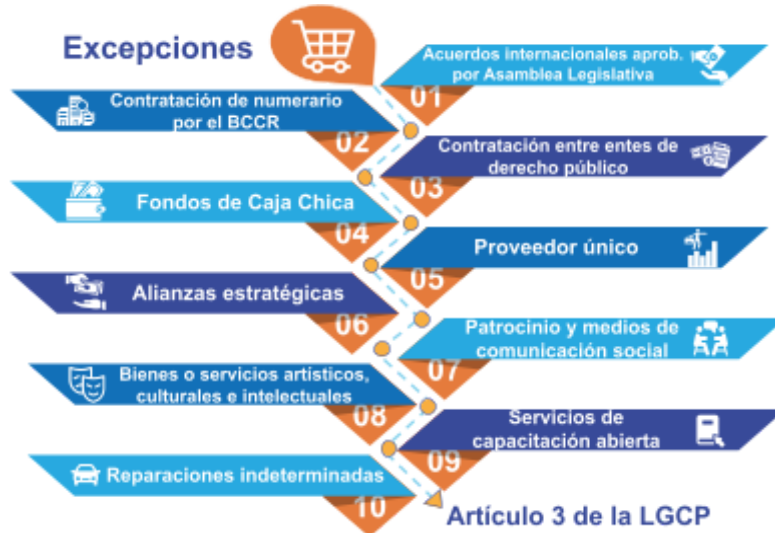 Excepciones
Acuerdos internacionales aprob.
por Asamblea Legislativa
01
Contratación de numerario
por el BCCR
02
Contratación entre entes de
derecho público
03
Fondos de Caja Chica
04
Proveedor único
05
Alianzas estratégicas
06
Patrocinio y medios de
comunicación social
07
Bienes o servicios artísticos,
culturales e intelectuales
08
Servicios de
capacitación abierta
09
Reparaciones indeterminadas
10
Artículo 3 de la LGCP